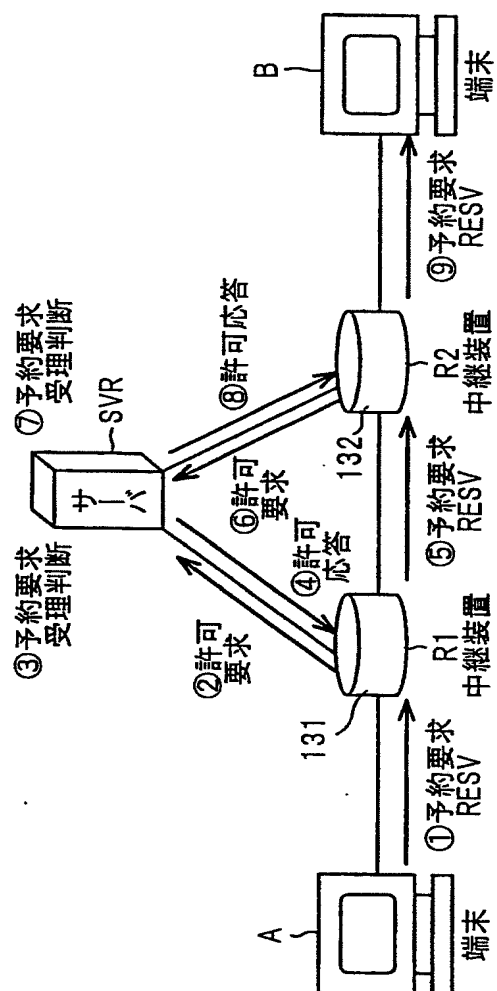 ③予約要求
受理判断
⑦予約要求
受理判断
SVR
サーバ
②許可
要求
④許可
応答
⑥許可
要求
⑧許可応答
A
131
132
B
①予約要求
RESV
R1
中継装置
⑤予約要求
RESV
R2
中継装置
⑨予約要求
RESV
端末
端末